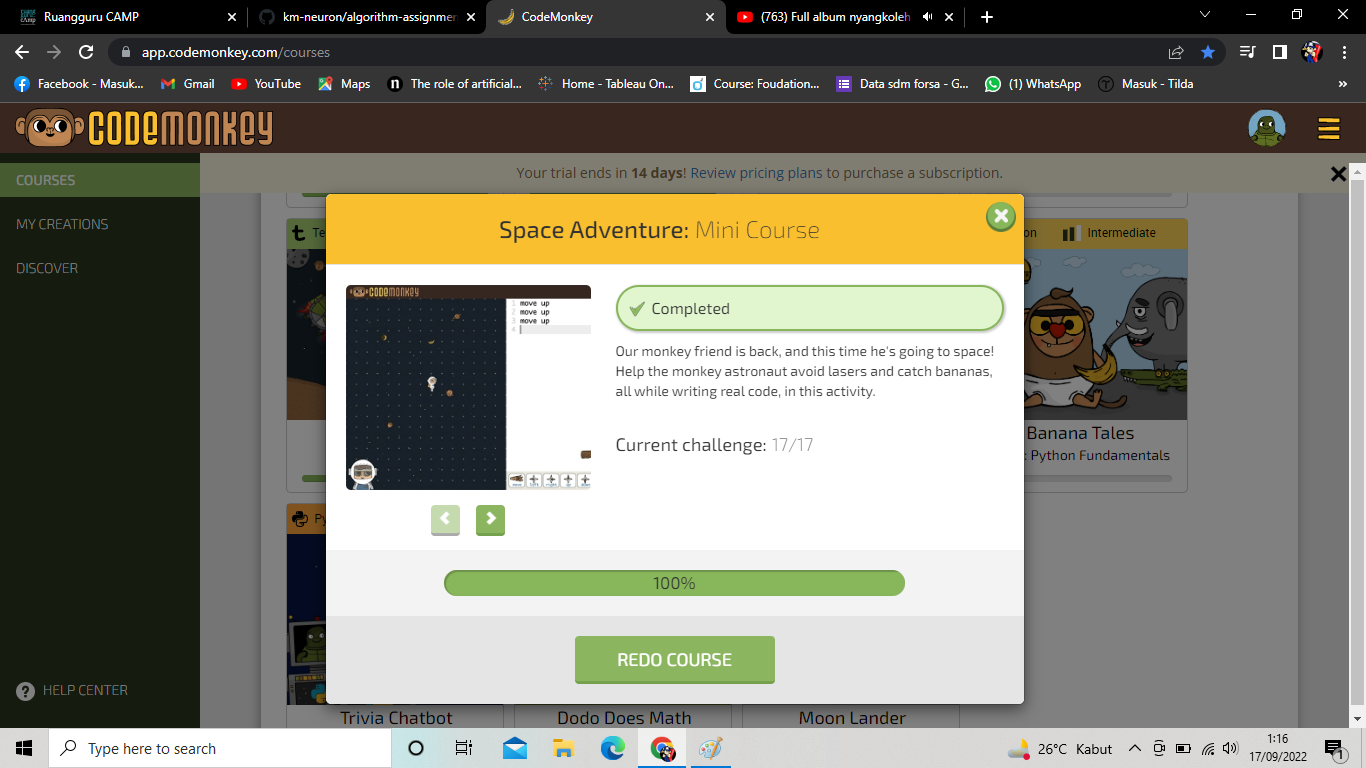 Ruangguru CAMP
km-neuron/algorithm-assignmen
CodeMonkey
(763) Full album nyangkoleh
app.codemonkey.com/courses
Facebook - Masuk...
Gmail
YouTube
Maps
The role of artificial...
Home - Tableau On...
Course: Foudation...
Data sdm forsa - G...
(1) WhatsApp
Masuk - Tilda
»
CODEMONKEY
COURSES
MY CREATIONS
DISCOVER
HELP CENTER
Your trial ends in 14 days! Review pricing plans to purchase a subscription.
Space Adventure: Mini Course
CODEMONKEY
1 move up
2 move up
3 move up
4
Completed
Our monkey friend is back, and this time he's going to space!
Help the monkey astronaut avoid lasers and catch bananas,
all while writing real code, in this activity.
Current challenge: 17/17
100%
REDO COURSE
t Te
on
Intermediate
Banana Tales
: Python Fundamentals
Py
Trivia Chatbot
Dodo Does Math
Moon Lander
Type here to search
26°C Kabut
1:16
17/09/2022
1